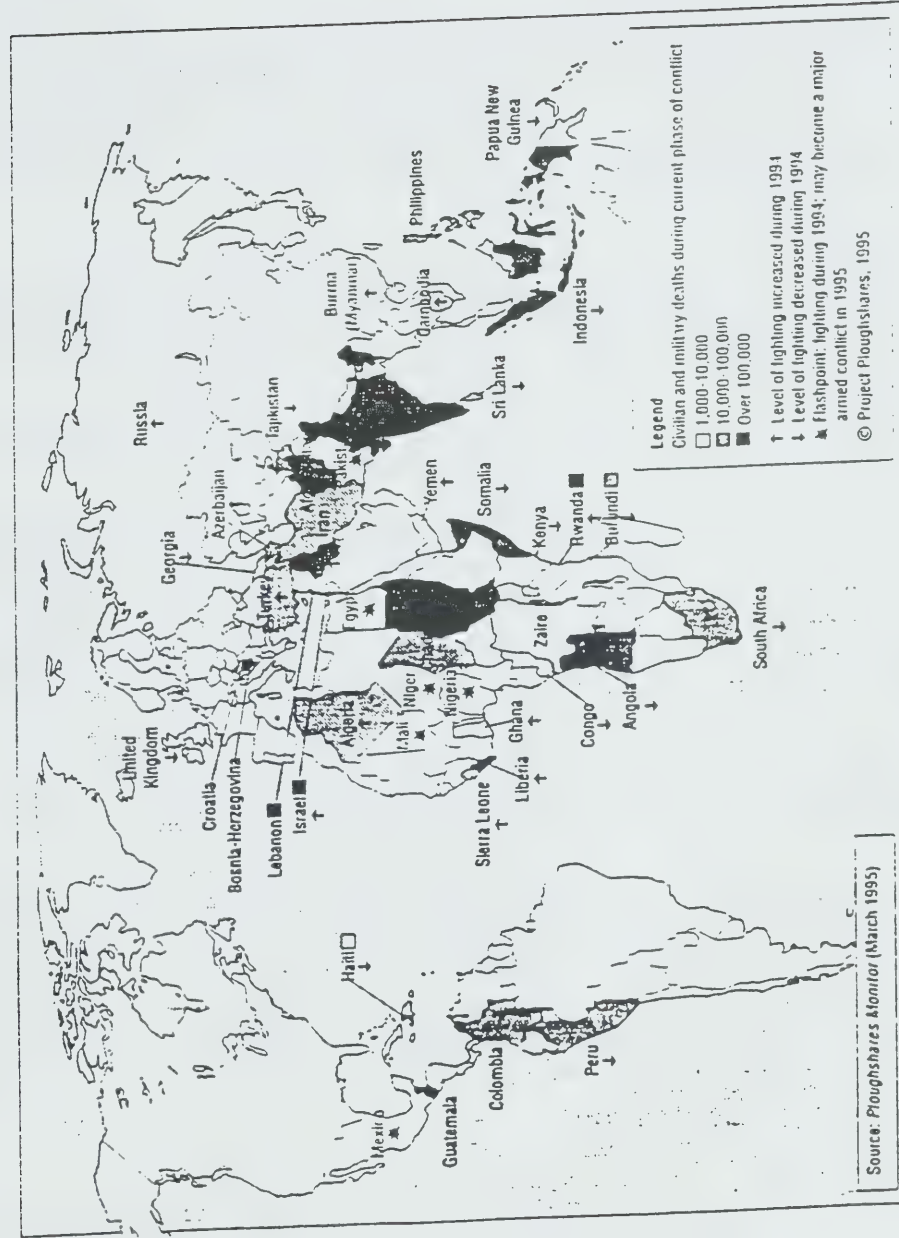 United
Kingdom
↓
Croatia
Bosnia-Herzegovina
Lebanon
Israel
↑
Georgia
↓
Azerbaijan
↓
Russia
↑
Tajikistan
↓
Turkey
↑
Iran
Pakist
Egyp
Algeria
↑
Mali
Niger
Nigeria
Ghana
↑
Sierra Leone
↑
Liberia
↑
Congo
↓
Angola
↓
Zaire
South Africa
↓
Yemen
↑
Somalia
↓
Kenya
↓
Rwanda
↑
Burundi
Burma
(Myanmar)
↑
Cambodia
↑
Philippines
Sri Lanka
↓
Indonesia
↓
Papua New
Guinea
↓
Haiti
↓
Mexico
Guatemala
Colombia
Peru
↓
Legend
Civilian and military deaths during current phase of conflict
1,000-10,000
10,000-100,000
Over 100,000
↑ Level of fighting increased during 1994
↓ Level of fighting decreased during 1994
Flashpoint: fighting during 1994; may become a major
armed conflict in 1995
© Project Ploughshares, 1995
Source: Ploughshares Monitor (March 1995)